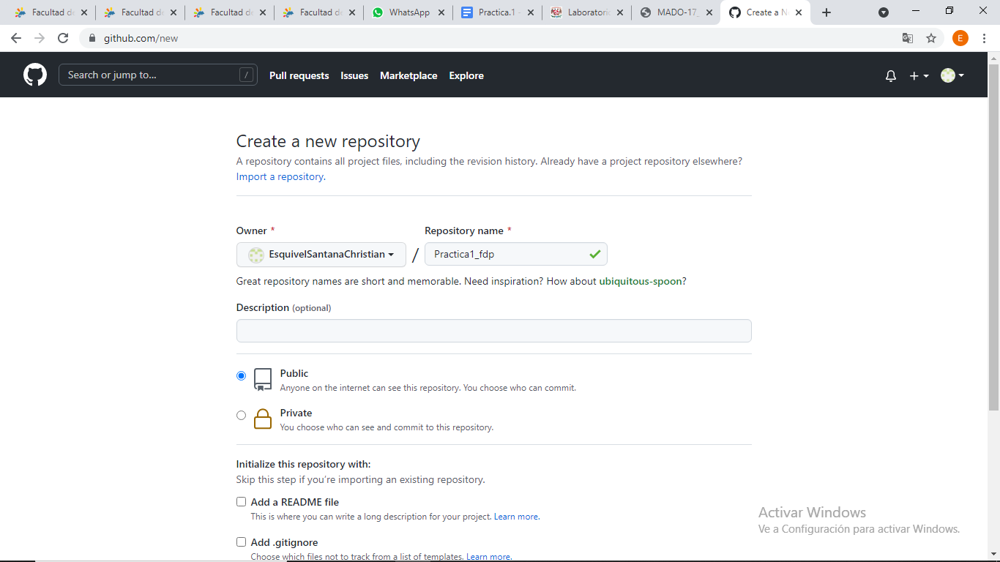 Facultad de
Facultad de
Facultad de
Facultad de
WhatsApp
Practica.1 -
Laboratorio
MADO-17_
Create a N
github.com/new
E
Search or jump to...
/
Pull requests
Issues
Marketplace
Explore
Create a new repository
A repository contains all project files, including the revision history. Already have a project repository elsewhere?
Import a repository.
Owner *
Repository name *
EsquivelSantanaChristian
/
Practica1_fdp
Great repository names are short and memorable. Need inspiration? How about ubiquitous-spoon?
Description (optional)
Public
Anyone on the internet can see this repository. You choose who can commit.
Private
You choose who can see and commit to this repository.
Initialize this repository with:
Skip this step if you're importing an existing repository.
Add a README file
This is where you can write a long description for your project. Learn more.
Add .gitignore
Choose which files not to track from a list of templates. Learn more.
Activar Windows
Ve a Configuración para activar Windows.